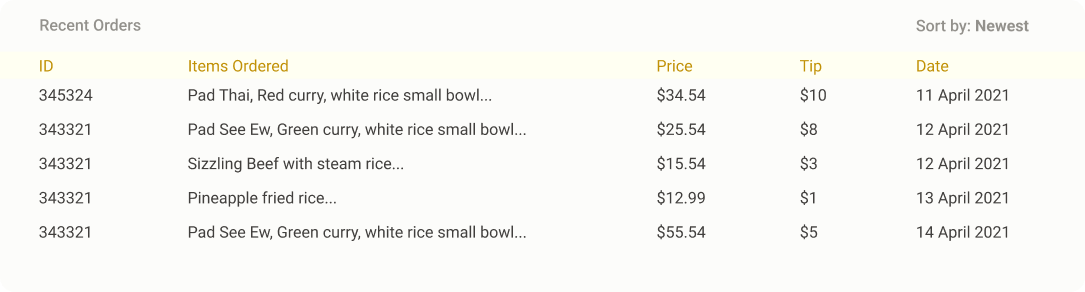 Recent Orders Sort by: Newest
ID Items Ordered Price Tip Date
345324 Pad Thai, Red curry, white rice small bowl... $34.54 $10 11 April 2021
343321 Pad See Ew, Green curry, white rice small bowl... $25.54 $8 12 April 2021
343321 Sizzling Beef with steam rice... $15.54 $3 12 April 2021
343321 Pineapple fried rice... $12.99 $1 13 April 2021
343321 Pad See Ew, Green curry, white rice small bowl... $55.54 $5 14 April 2021